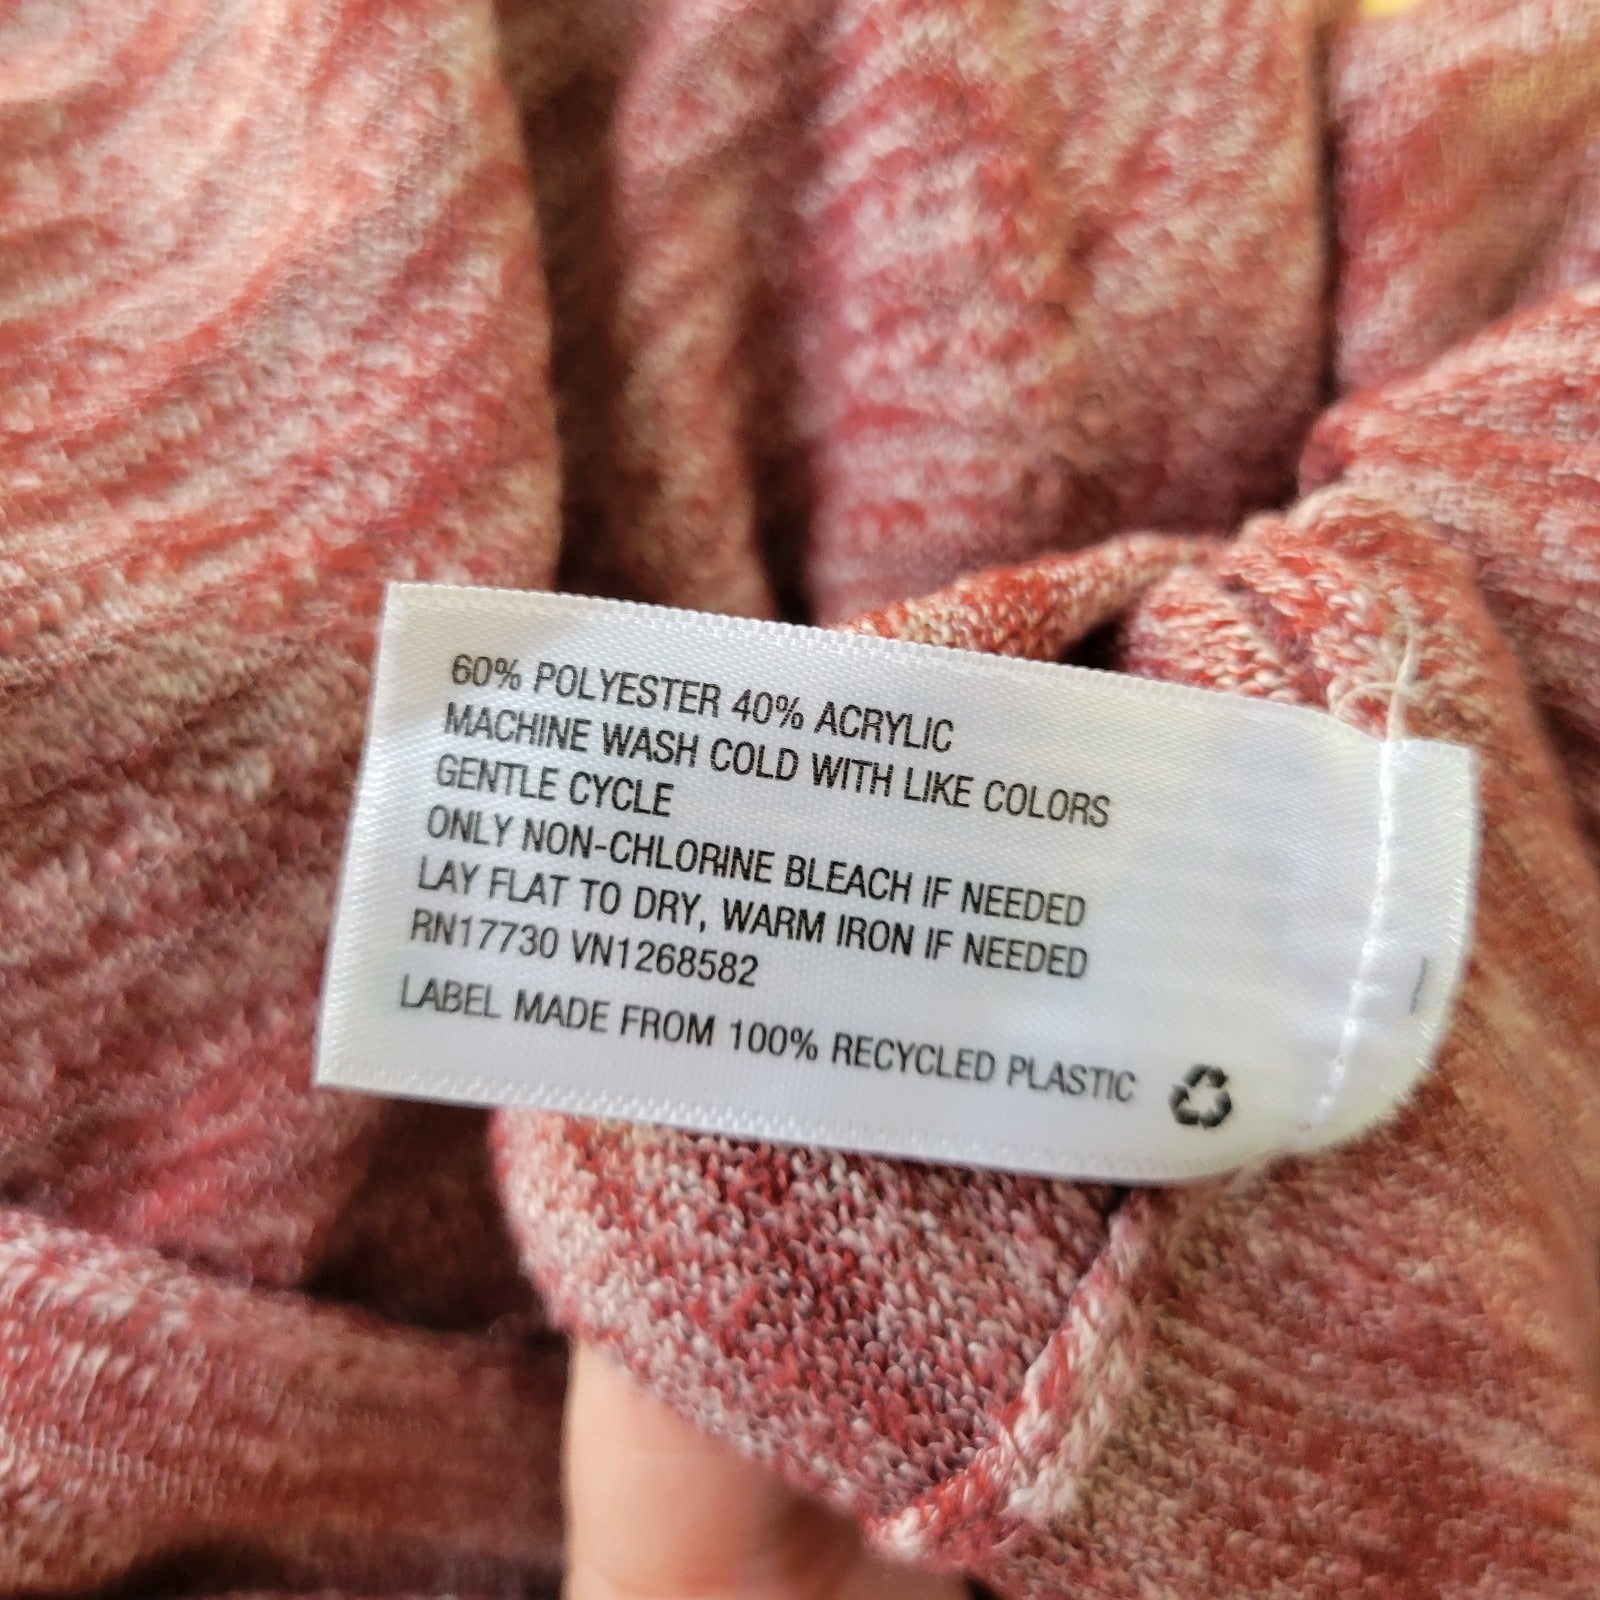 60% POLYESTER 40% ACRYLIC
MACHINE WASH COLD WITH LIKE COLORS
GENTLE CYCLE
ONLY NON-CHLORINE BLEACH IF NEEDED
LAY FLAT TO DRY, WARM IRON IF NEEDED
RN17730 VN1268582
LABEL MADE FROM 100% RECYCLED PLASTIC